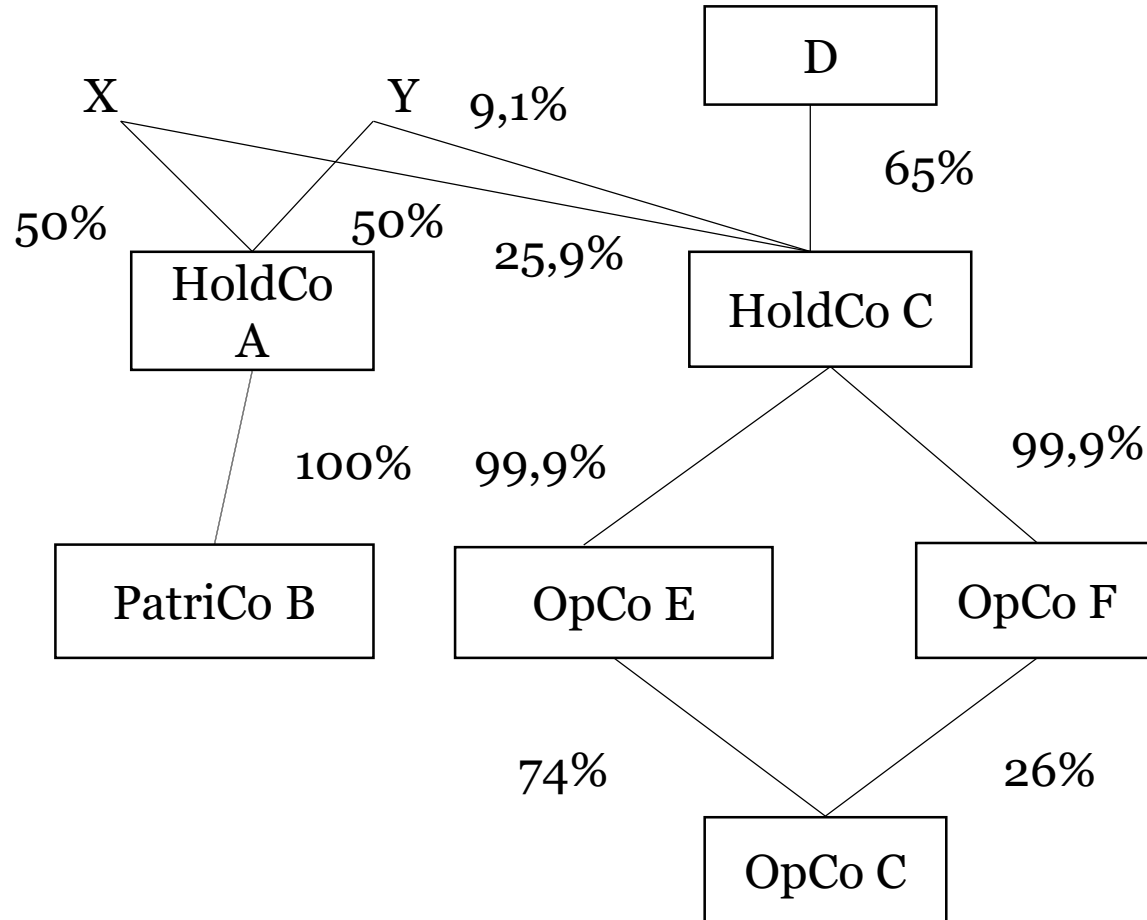 D
X
Y
9,1%
65%
50%
50%
25,9%
HoldCo
A
HoldCo C
100%
99,9%
99,9%
PatriCo B
OpCo E
OpCo F
74%
26%
OpCo C